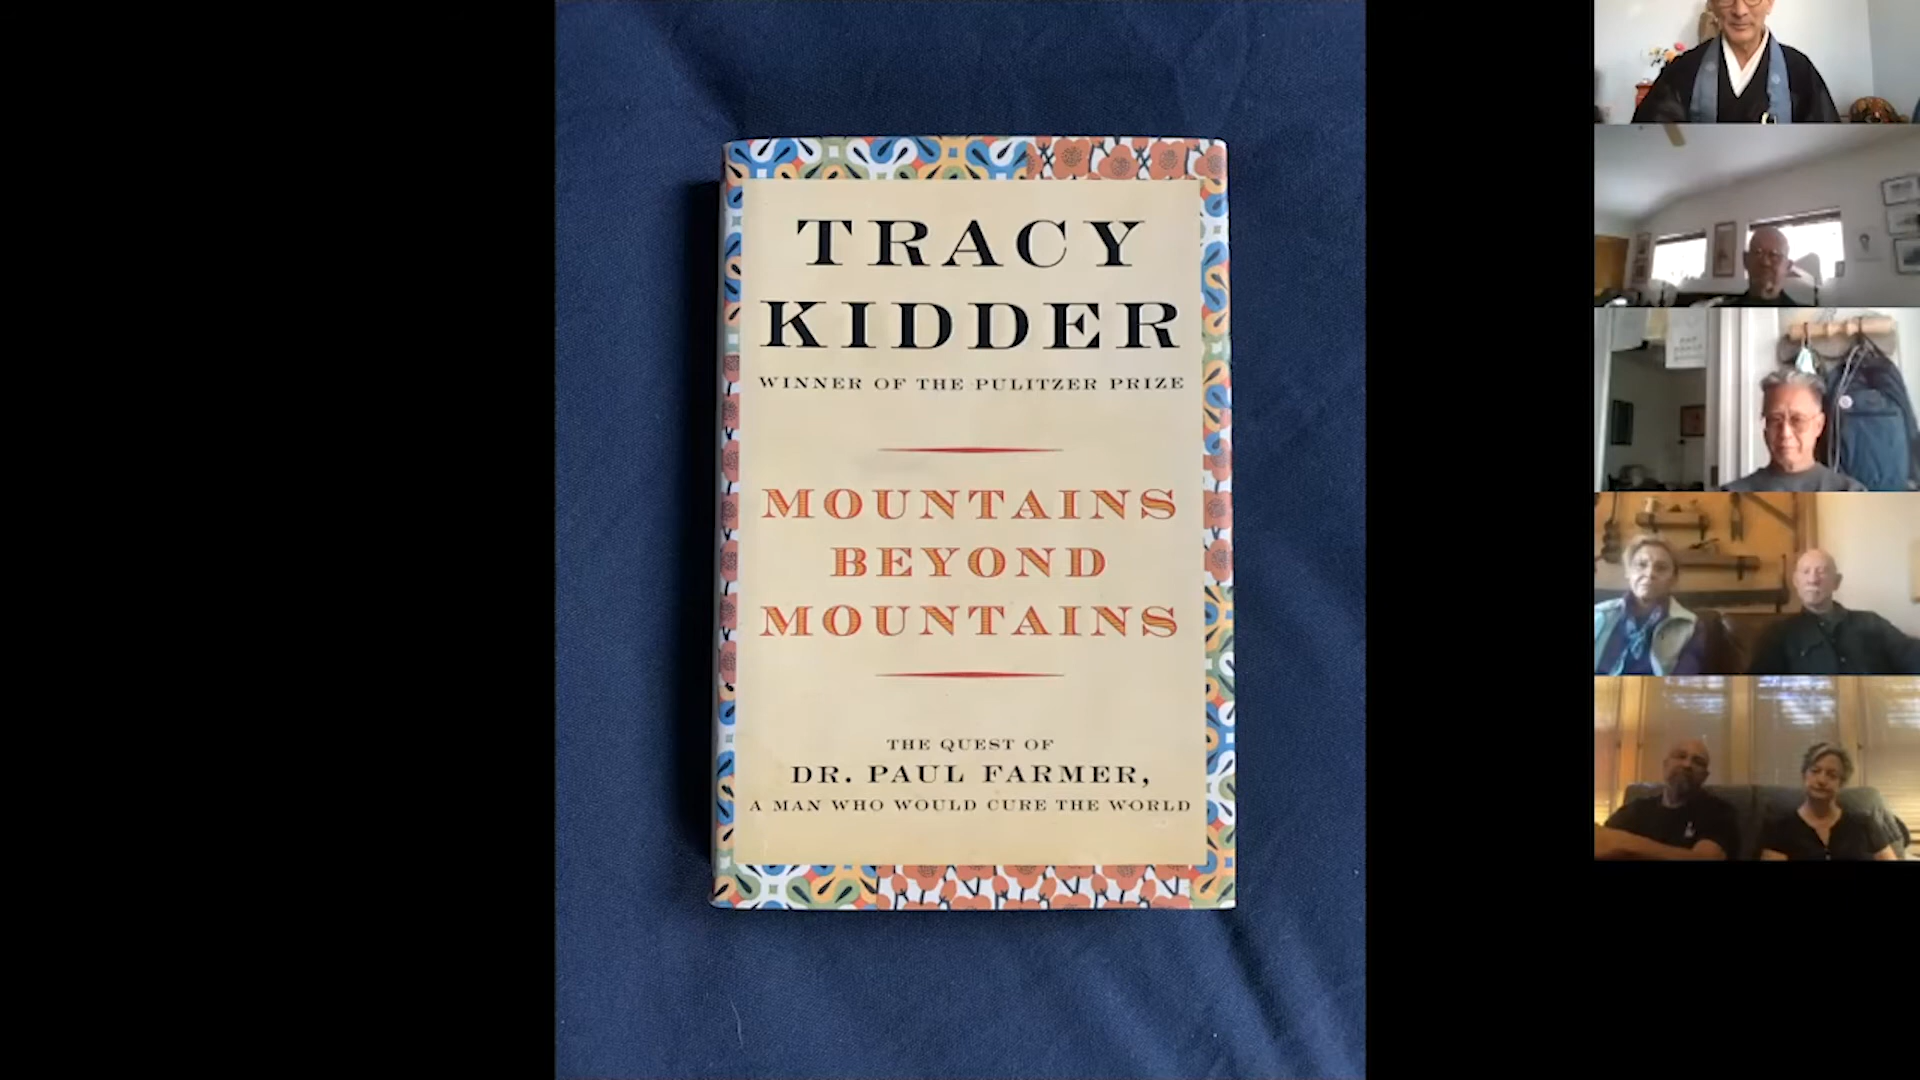 TRACY
KIDDER
WINNER OF THE PULITZER PRIZE
MOUNTAINS
BEYOND
MOUNTAINS
THE QUEST OF
DR. PAUL FARMER,
A MAN WHO WOULD CURE THE WORLD